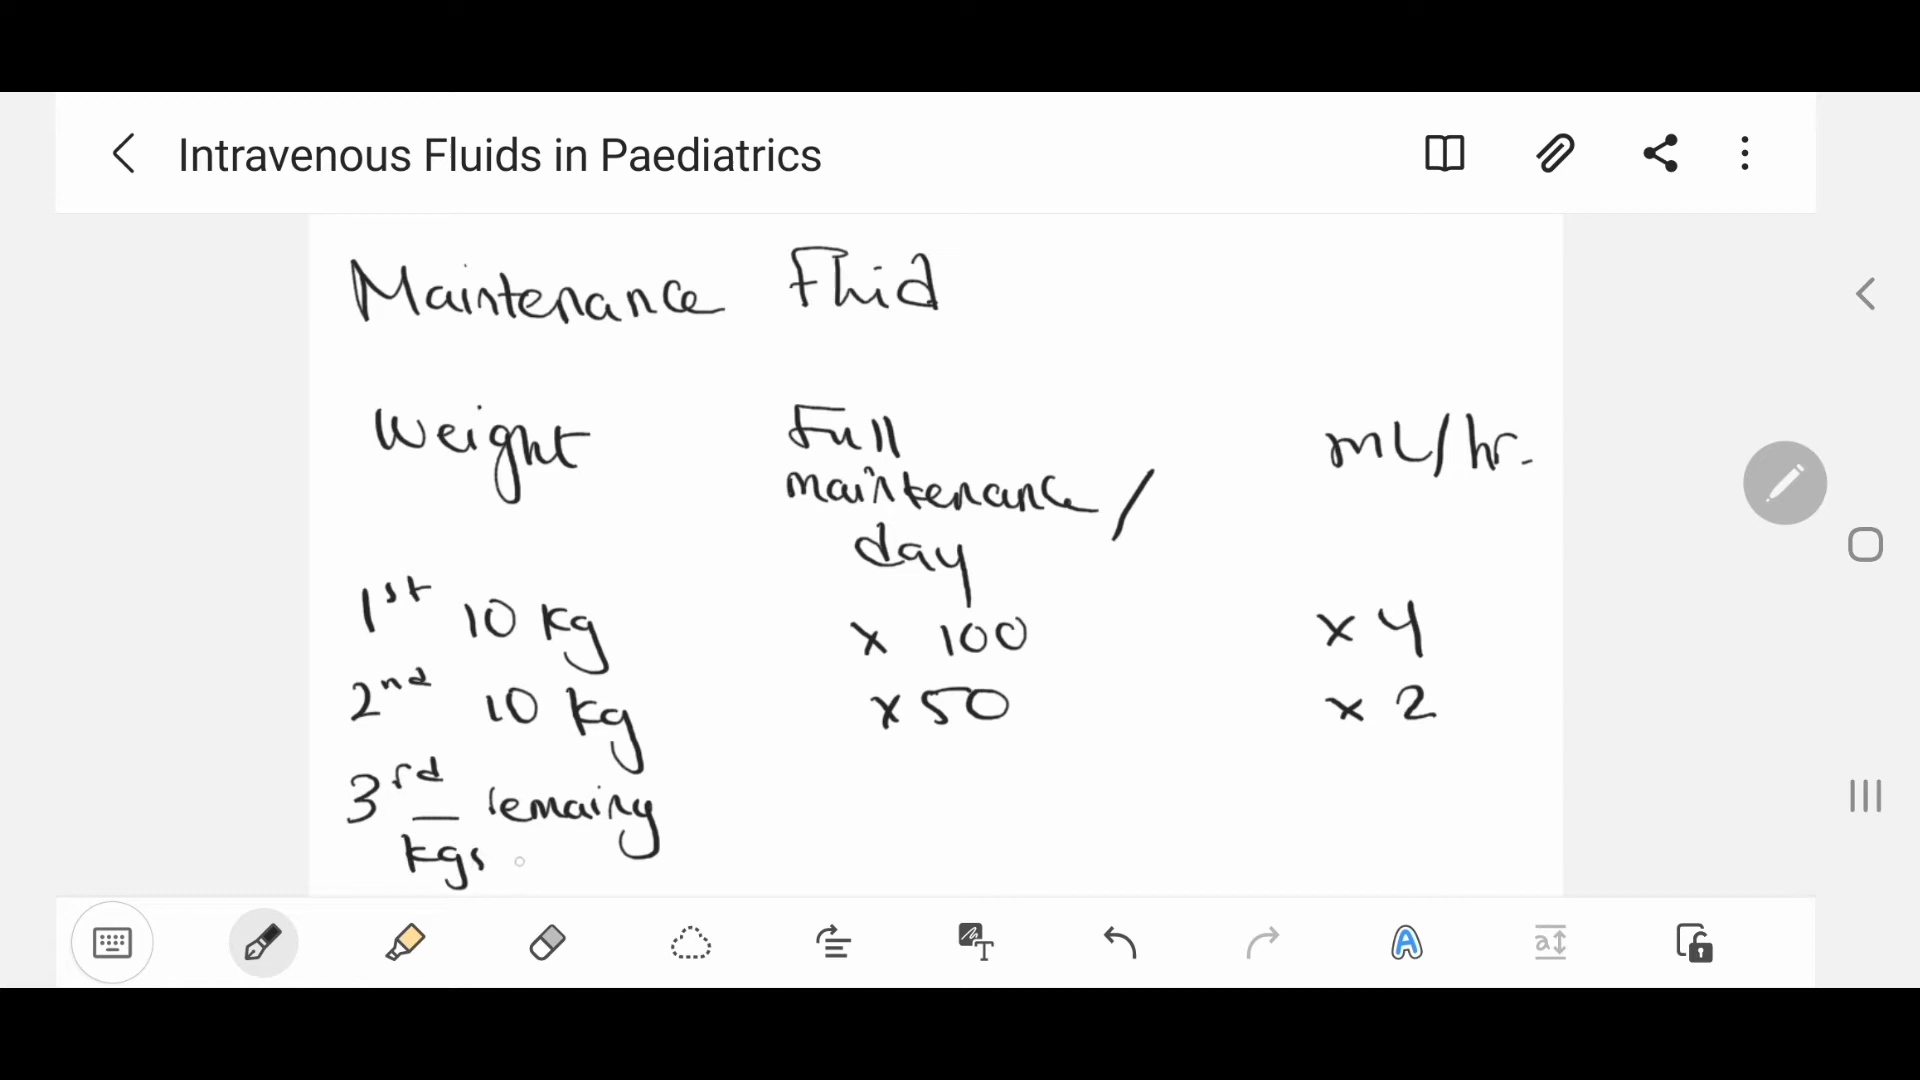 Intravenous Fluids in Paediatrics
Maintenance Fluid
Weight Full mL/hr.
maintenance/
day
1st 10 kg x 100 x 4
2nd 10 kg x 50 x 2
3rd remaing
kgs